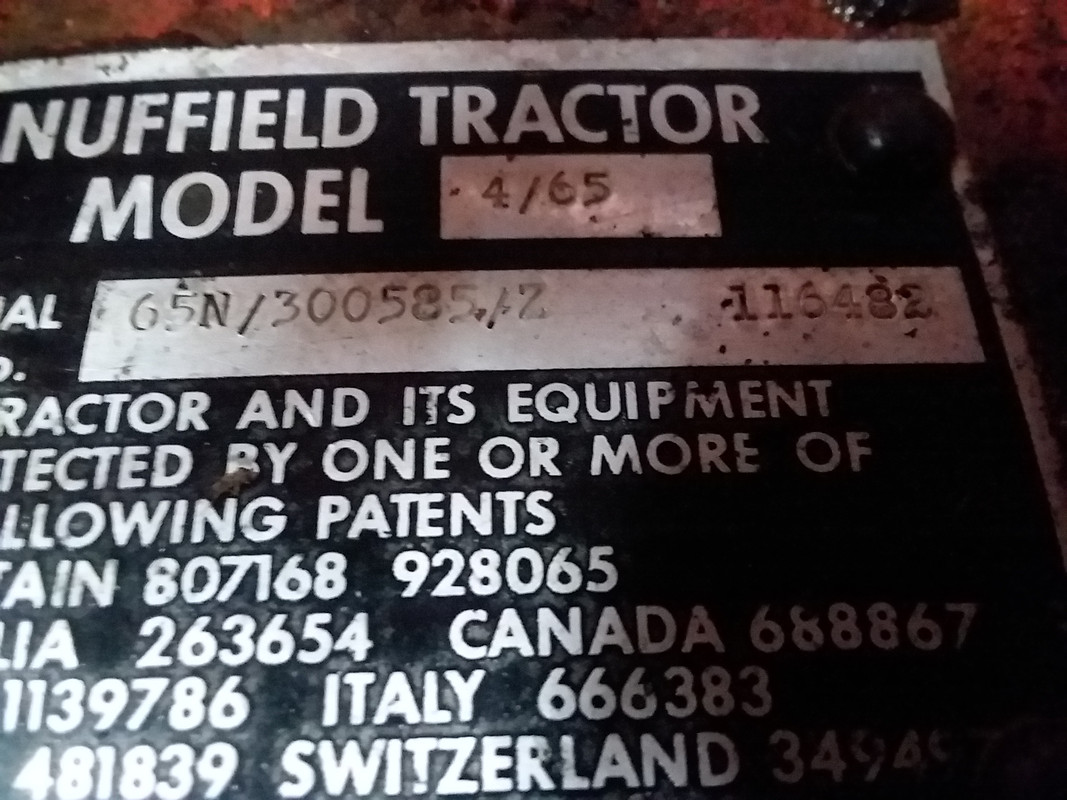 NUFFIELD TRACTOR
MODEL 4/65
IAL 65N/300585/Z 116482
O.
RACTOR AND ITS EQUIPMENT
TECTED BY ONE OR MORE OF
LLOWING PATENTS
TAIN 807168 928065
LIA 263654 CANADA 688867
1139786 ITALY 666383
481839 SWITZERLAND